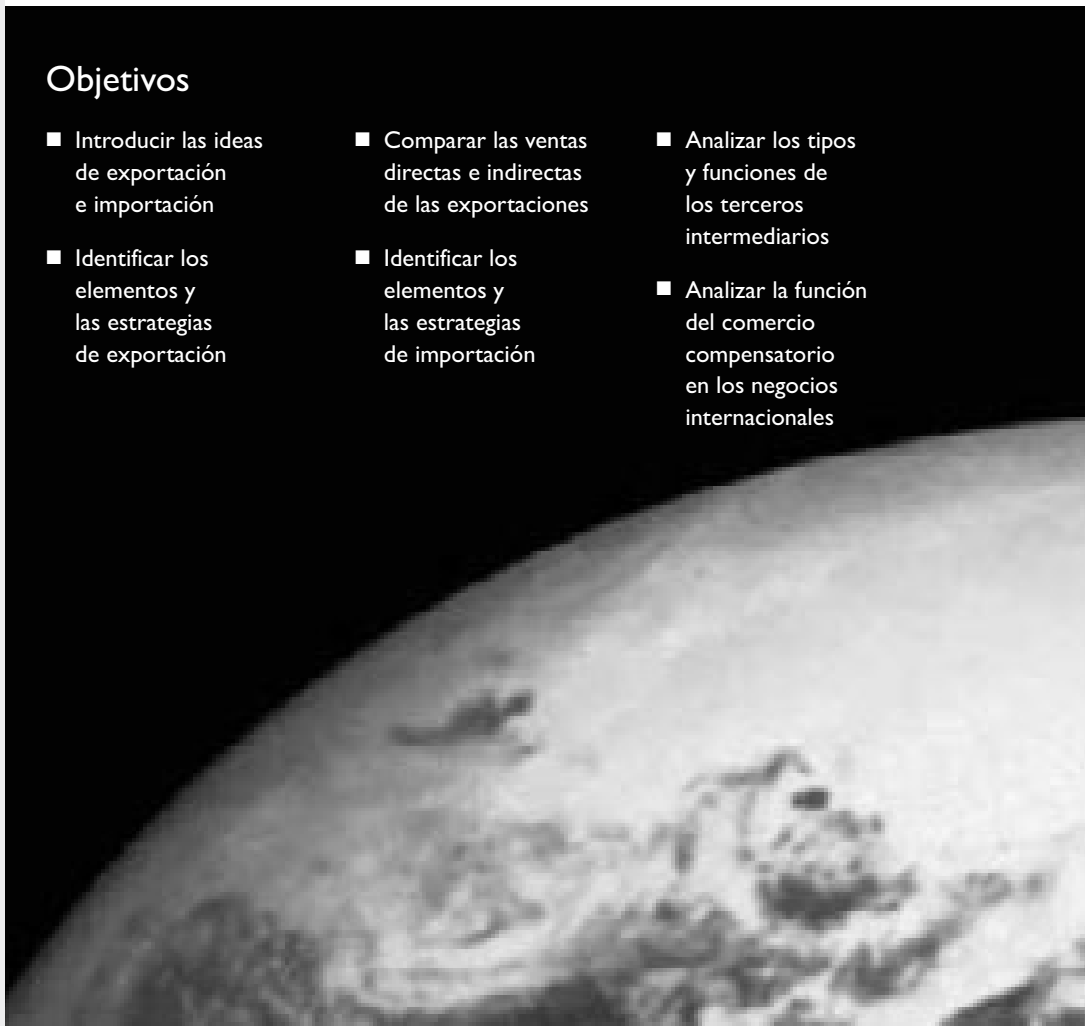 Objetivos
■ Introducir las ideas
de exportación
e importación
■ Identificar los
elementos y
las estrategias
de exportación
■ Comparar las ventas
directas e indirectas
de las exportaciones
■ Identificar los
elementos y
las estrategias
de importación
■ Analizar los tipos
y funciones de
los terceros
intermediarios
■ Analizar la función
del comercio
compensatorio
en los negocios
internacionales